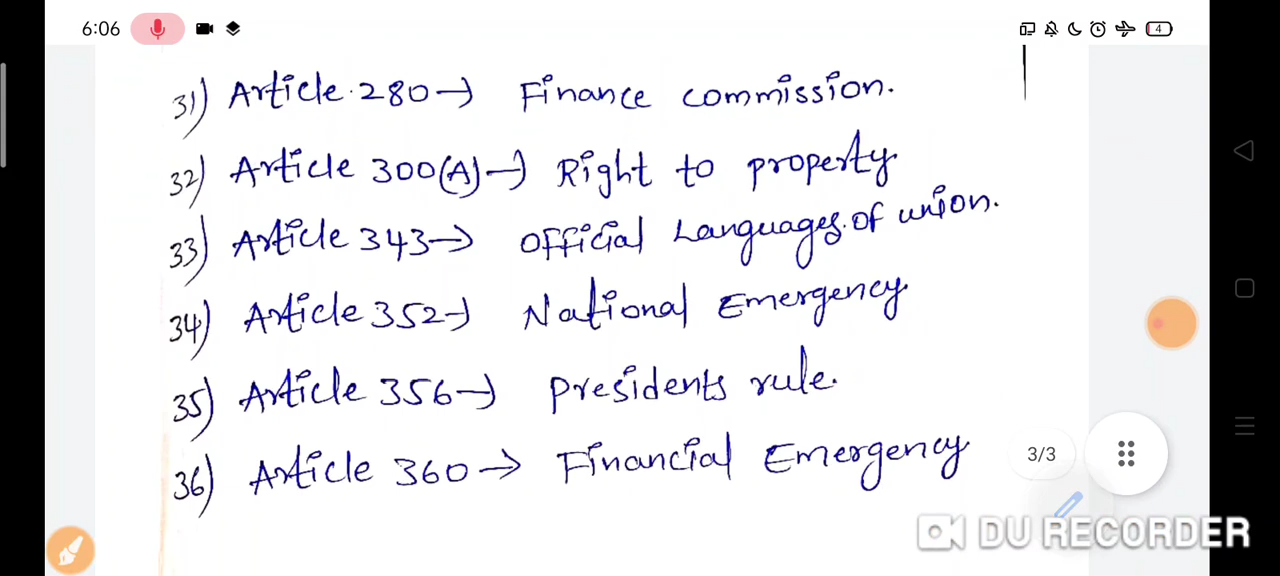 6:06
4
31) Article 280→ Finance commission.
32) Article 300(A)→ Right to property
33) Article 343→ Official Languages of union.
34) Article 352→ National Emergency
35) Article 356→ Presidents rule.
36) Article 360→ Financial Emergency
3/3
DU RECORDER